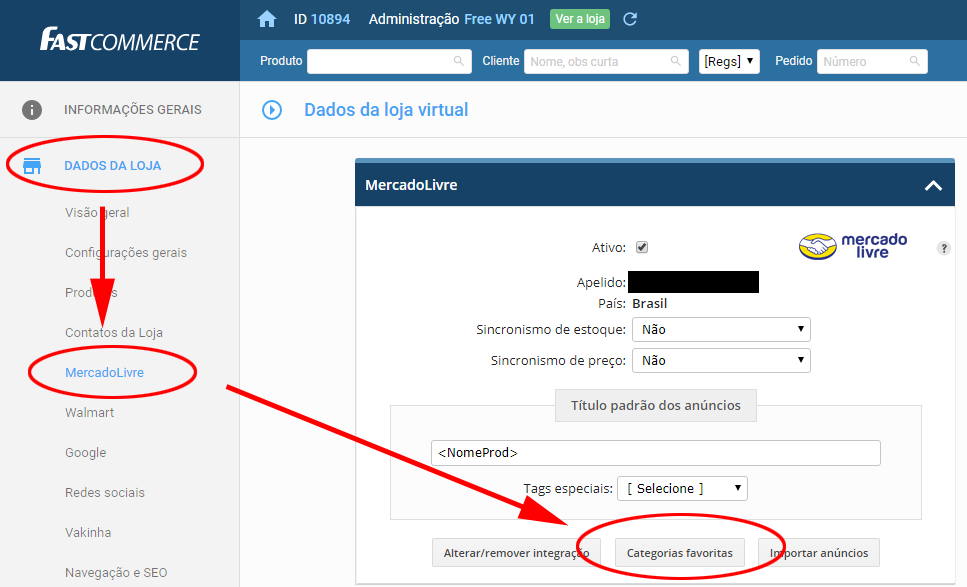 FASTCOMMERCE
ID 10894 Administração Free WY 01 Ver a loja
Produto Cliente Nome, obs curta [Regs] Pedido Número
INFORMAÇÕES GERAIS
DADOS DA LOJA
Visão geral
Configurações gerais
Produtos
Contatos da Loja
MercadoLivre
Walmart
Google
Redes sociais
Vakinha
Navegação e SEO
Dados da loja virtual
MercadoLivre
Ativo:
mercado
livre
?
Apelido:
País: Brasil
Sincronismo de estoque: Não
Sincronismo de preço: Não
Título padrão dos anúncios
<NomeProd>
Tags especiais: [ Selecione ]
Alterar/remover integração Categorias favoritas Importar anúncios